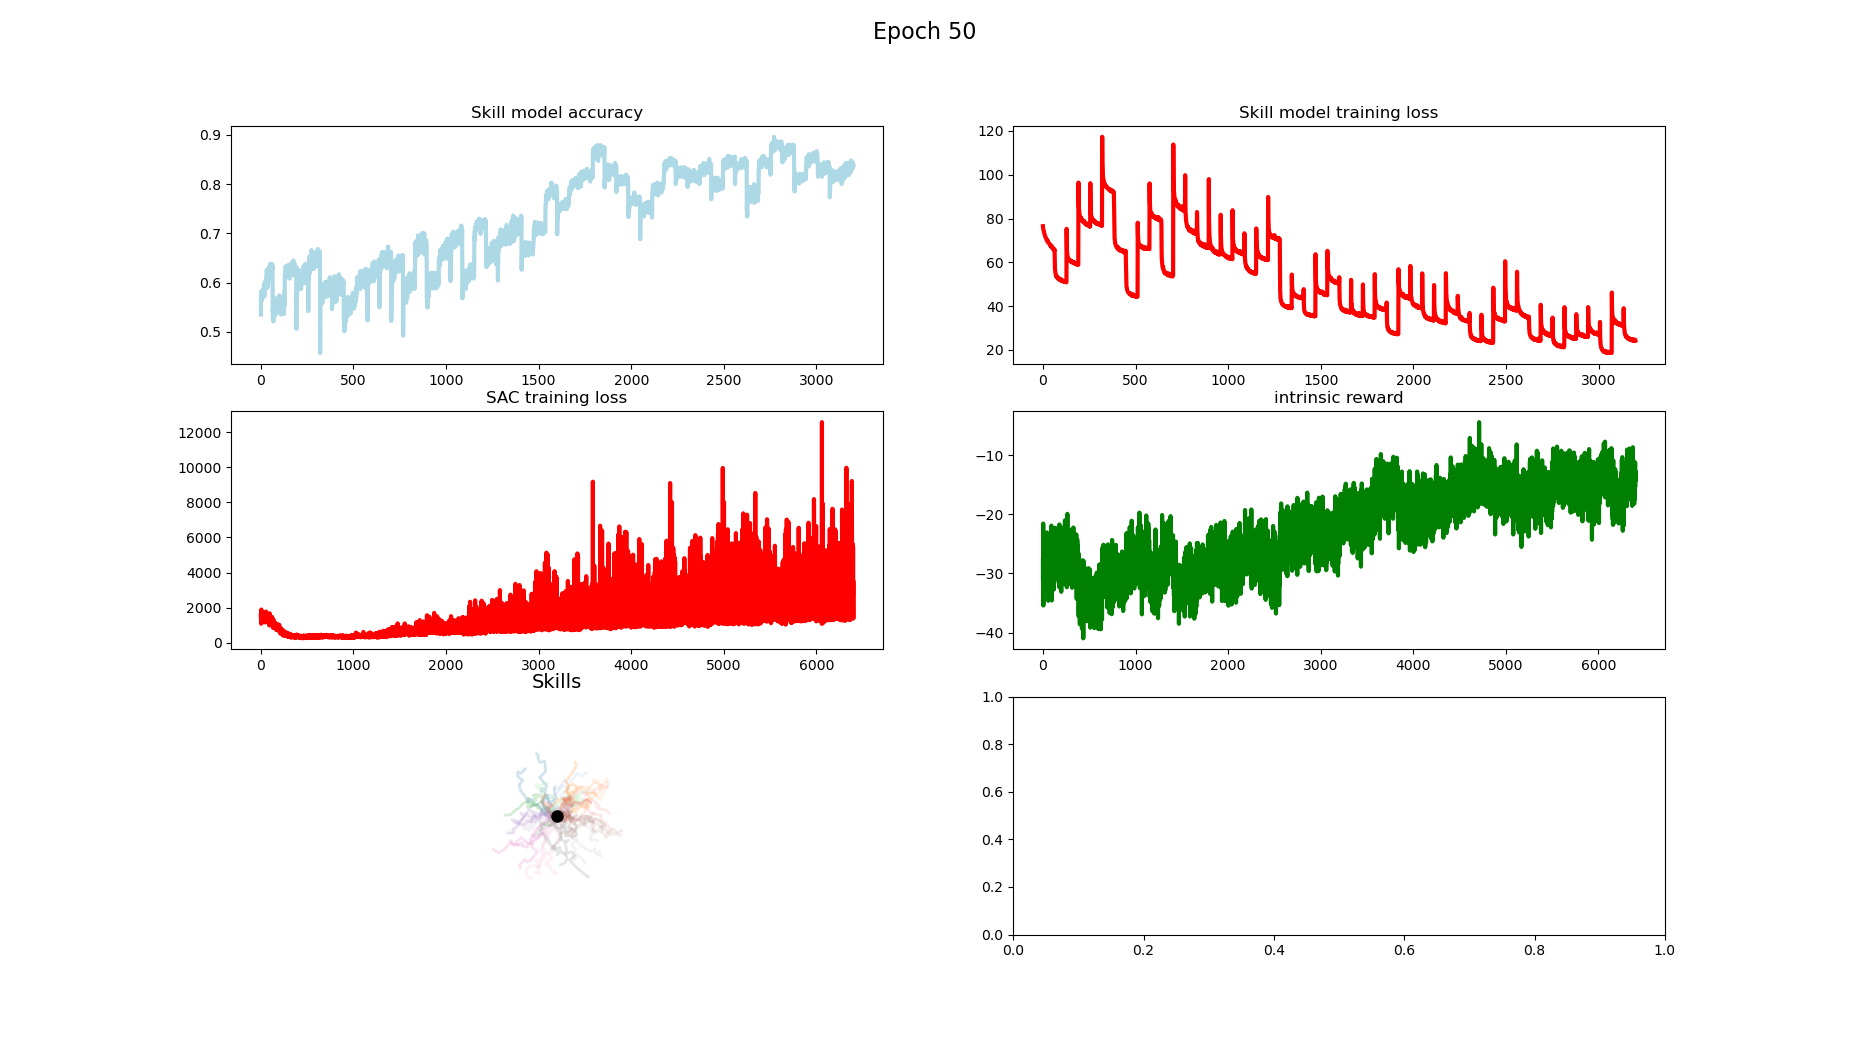 Epoch 50
Skill model accuracy
0.9
0.8
0.7
0.6
0.5
0 500 1000 1500 2000 2500 3000
Skill model training loss
120
100
80
60
40
20
0 500 1000 1500 2000 2500 3000
SAC training loss
12000
10000
8000
6000
4000
2000
0
0 1000 2000 3000 4000 5000 6000
intrinsic reward
−10
−20
−30
−40
0 1000 2000 3000 4000 5000 6000
Skills
1.0
0.8
0.6
0.4
0.2
0.0
0.0 0.2 0.4 0.6 0.8 1.0